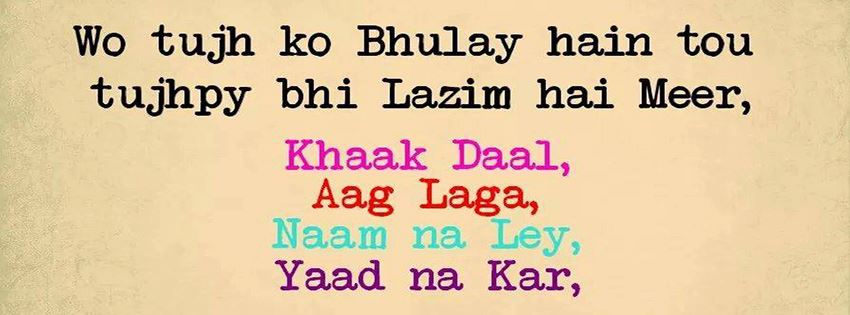 Wo tujh ko Bhulay hain tou
tujhpy bhi Lazim hai Meer,
Khaak Daal,
Aag Laga,
Naam na Ley,
Yaad na Kar,